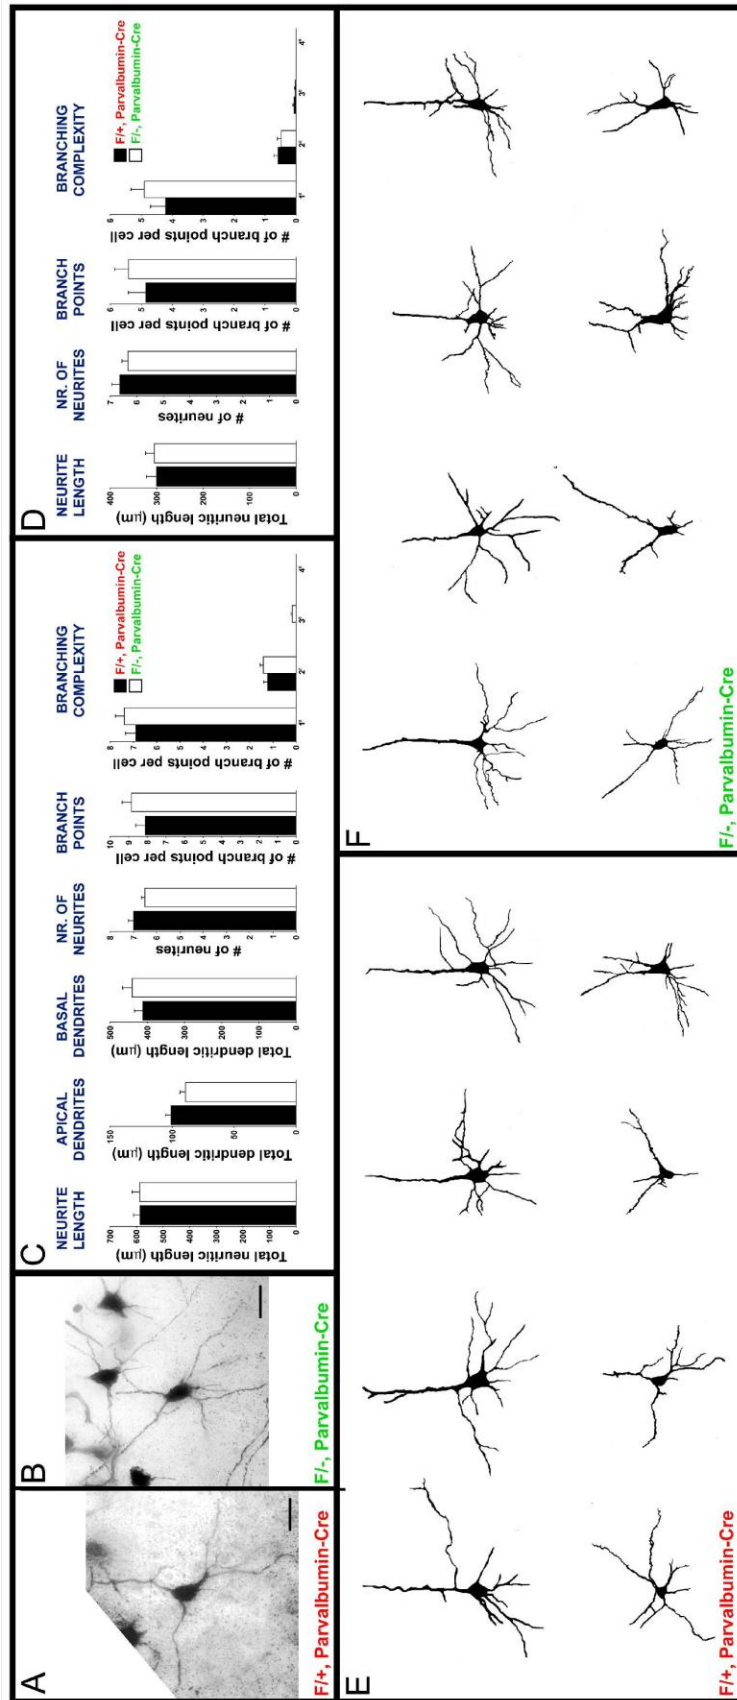 A
F/+, Parvalbumin-Cre
B
F/-, Parvalbumin-Cre
C
NEURITE
LENGTH
Total neuritic length (µm)
700
600
500
400
300
200
100
0
APICAL
DENDRITES
Total dendritic length (µm)
150
100
50
0
BASAL
DENDRITES
Total dendritic length (µm)
500
400
300
200
100
0
NR. OF
NEURITES
# of neurites
8
7
6
5
4
3
2
1
0
BRANCH
POINTS
# of branch points per cell
10
9
8
7
6
5
4
3
2
1
0
BRANCHING
COMPLEXITY
F/+, Parvalbumin-Cre
F/-, Parvalbumin-Cre
# of branch points per cell
8
7
6
5
4
3
2
1
0
1' 2' 3' 4'
D
NEURITE
LENGTH
Total neuritic length (µm)
400
300
200
100
0
NR. OF
NEURITES
# of neurites
7
6
5
4
3
2
1
0
BRANCH
POINTS
# of branch points per cell
6
5
4
3
2
1
0
BRANCHING
COMPLEXITY
F/+, Parvalbumin-Cre
F/-, Parvalbumin-Cre
# of branch points per cell
6
5
4
3
2
1
0
1' 2' 3' 4'
E
F/+, Parvalbumin-Cre
F
F/-, Parvalbumin-Cre